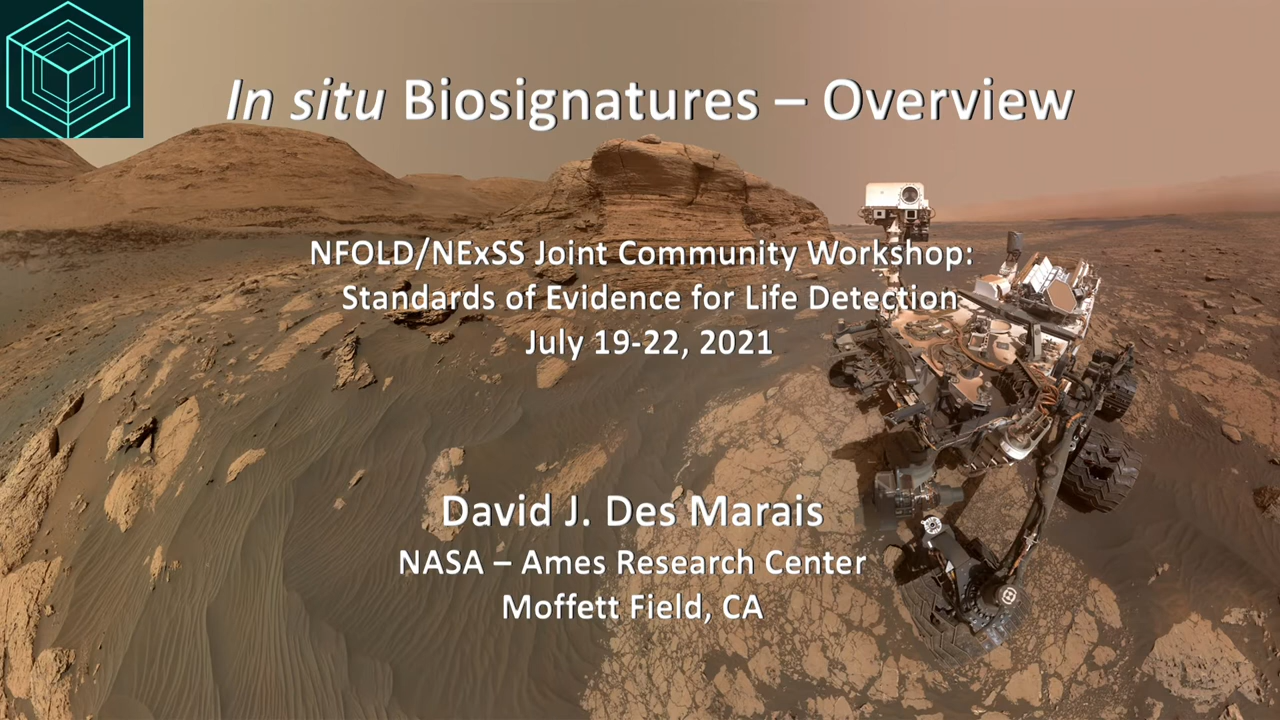 In situ Biosignatures – Overview
NFOLD/NExSS Joint Community Workshop:
Standards of Evidence for Life Detection
July 19-22, 2021
David J. Des Marais
NASA – Ames Research Center
Moffett Field, CA